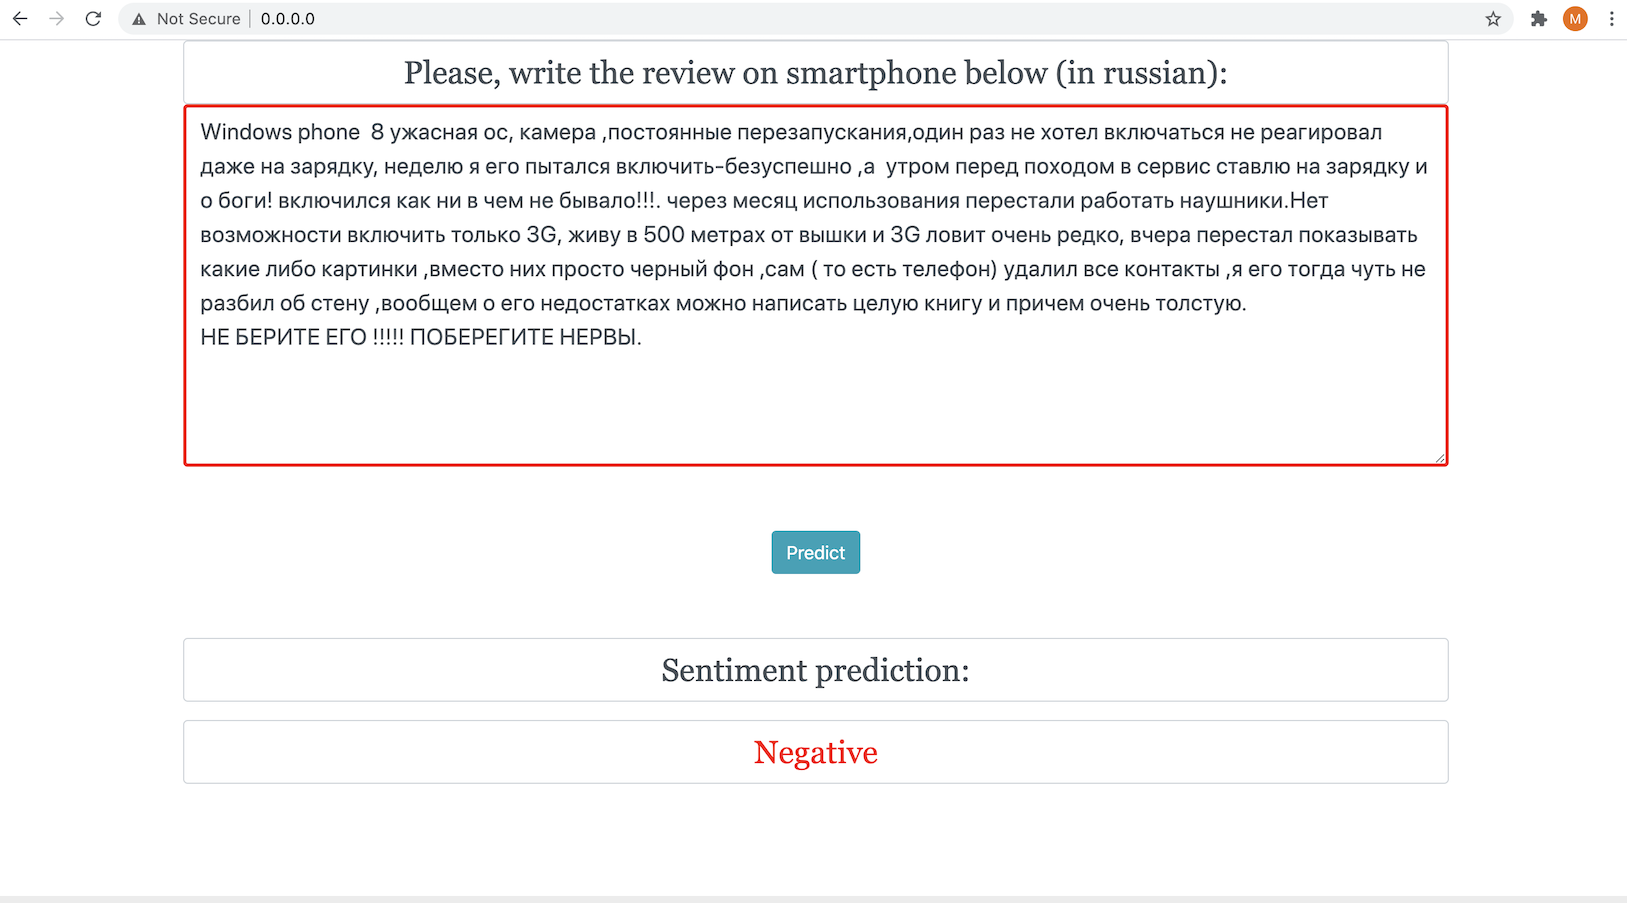 Not Secure
0.0.0.0
M
Please, write the review on smartphone below (in russian):
Windows phone  8 ужасная ос, камера ,постоянные перезапускания,один раз не хотел включаться не реагировал
даже на зарядку, неделю я его пытался включить-безуспешно ,а  утром перед походом в сервис ставлю на зарядку и
о боги! включился как ни в чем не бывало!!!. через месяц использования перестали работать наушники.Нет
возможности включить только 3G, живу в 500 метрах от вышки и 3G ловит очень редко, вчера перестал показывать
какие либо картинки ,вместо них просто черный фон ,сам ( то есть телефон) удалил все контакты ,я его тогда чуть не
разбил об стену ,вообщем о его недостатках можно написать целую книгу и причем очень толстую.
НЕ БЕРИТЕ ЕГО !!!!! ПОБЕРЕГИТЕ НЕРВЫ.
Predict
Sentiment prediction:
Negative